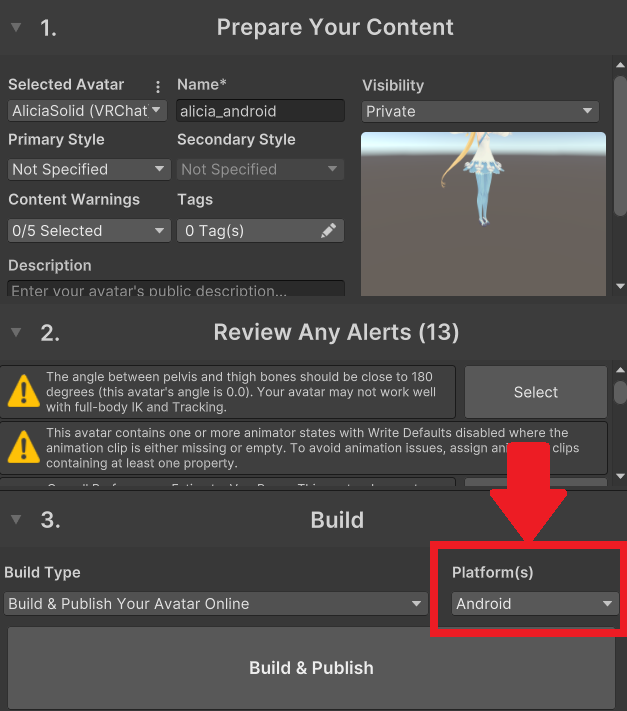 1. Prepare Your Content
Selected Avatar Name* Visibility
AliciaSolid (VRChat alicia_android Private
Primary Style Secondary Style
Not Specified Not Specified
Content Warnings Tags
0/5 Selected 0 Tag(s)
Description
Enter your avatar's public description...
2. Review Any Alerts (13)
The angle between pelvis and thigh bones should be close to 180
degrees (this avatar's angle is 0.0). Your avatar may not work well
with full-body IK and Tracking.
Select
This avatar contains one or more animator states with Write Defaults disabled where the
animation clip is either missing or empty. To avoid animation issues, assign clips
containing at least one property.
3. Build
Build Type Platform(s)
Build & Publish Your Avatar Online Android
Build & Publish